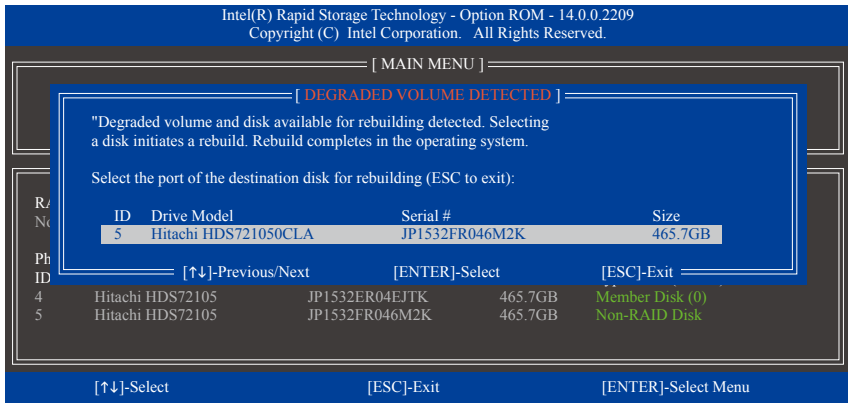 Intel(R) Rapid Storage Technology - Option ROM - 14.0.0.2209
Copyright (C) Intel Corporation. All Rights Reserved.
[ MAIN MENU ]
[ DEGRADED VOLUME DETECTED ]
"Degraded volume and disk available for rebuilding detected. Selecting
a disk initiates a rebuild. Rebuild completes in the operating system.
Select the port of the destination disk for rebuilding (ESC to exit):
ID Drive Model Serial # Size
5 Hitachi HDS721050CLA JP1532FR046M2K 465.7GB
[↑↓]-Previous/Next [ENTER]-Select [ESC]-Exit
ID
4 Hitachi HDS72105 JP1532ER04EJTK 465.7GB Member Disk (0)
5 Hitachi HDS72105 JP1532FR046M2K 465.7GB Non-RAID Disk
[↑↓]-Select [ESC]-Exit [ENTER]-Select Menu